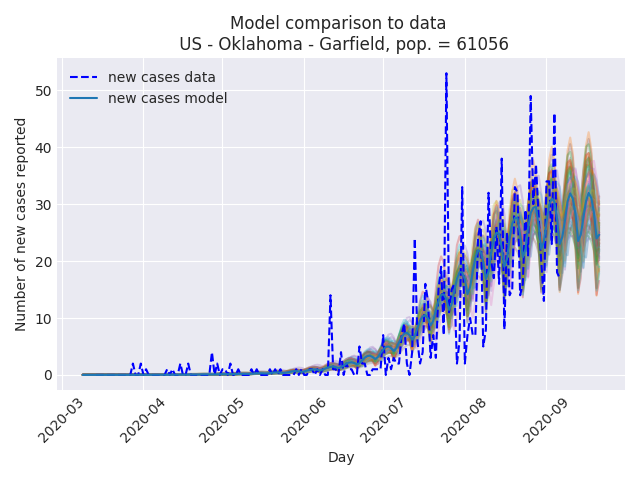 Model comparison to data
US - Oklahoma - Garfield, pop. = 61056
new cases data
new cases model
Number of new cases reported
50
40
30
20
10
0
2020-03
2020-04
2020-05
2020-06
2020-07
2020-08
2020-09
Day